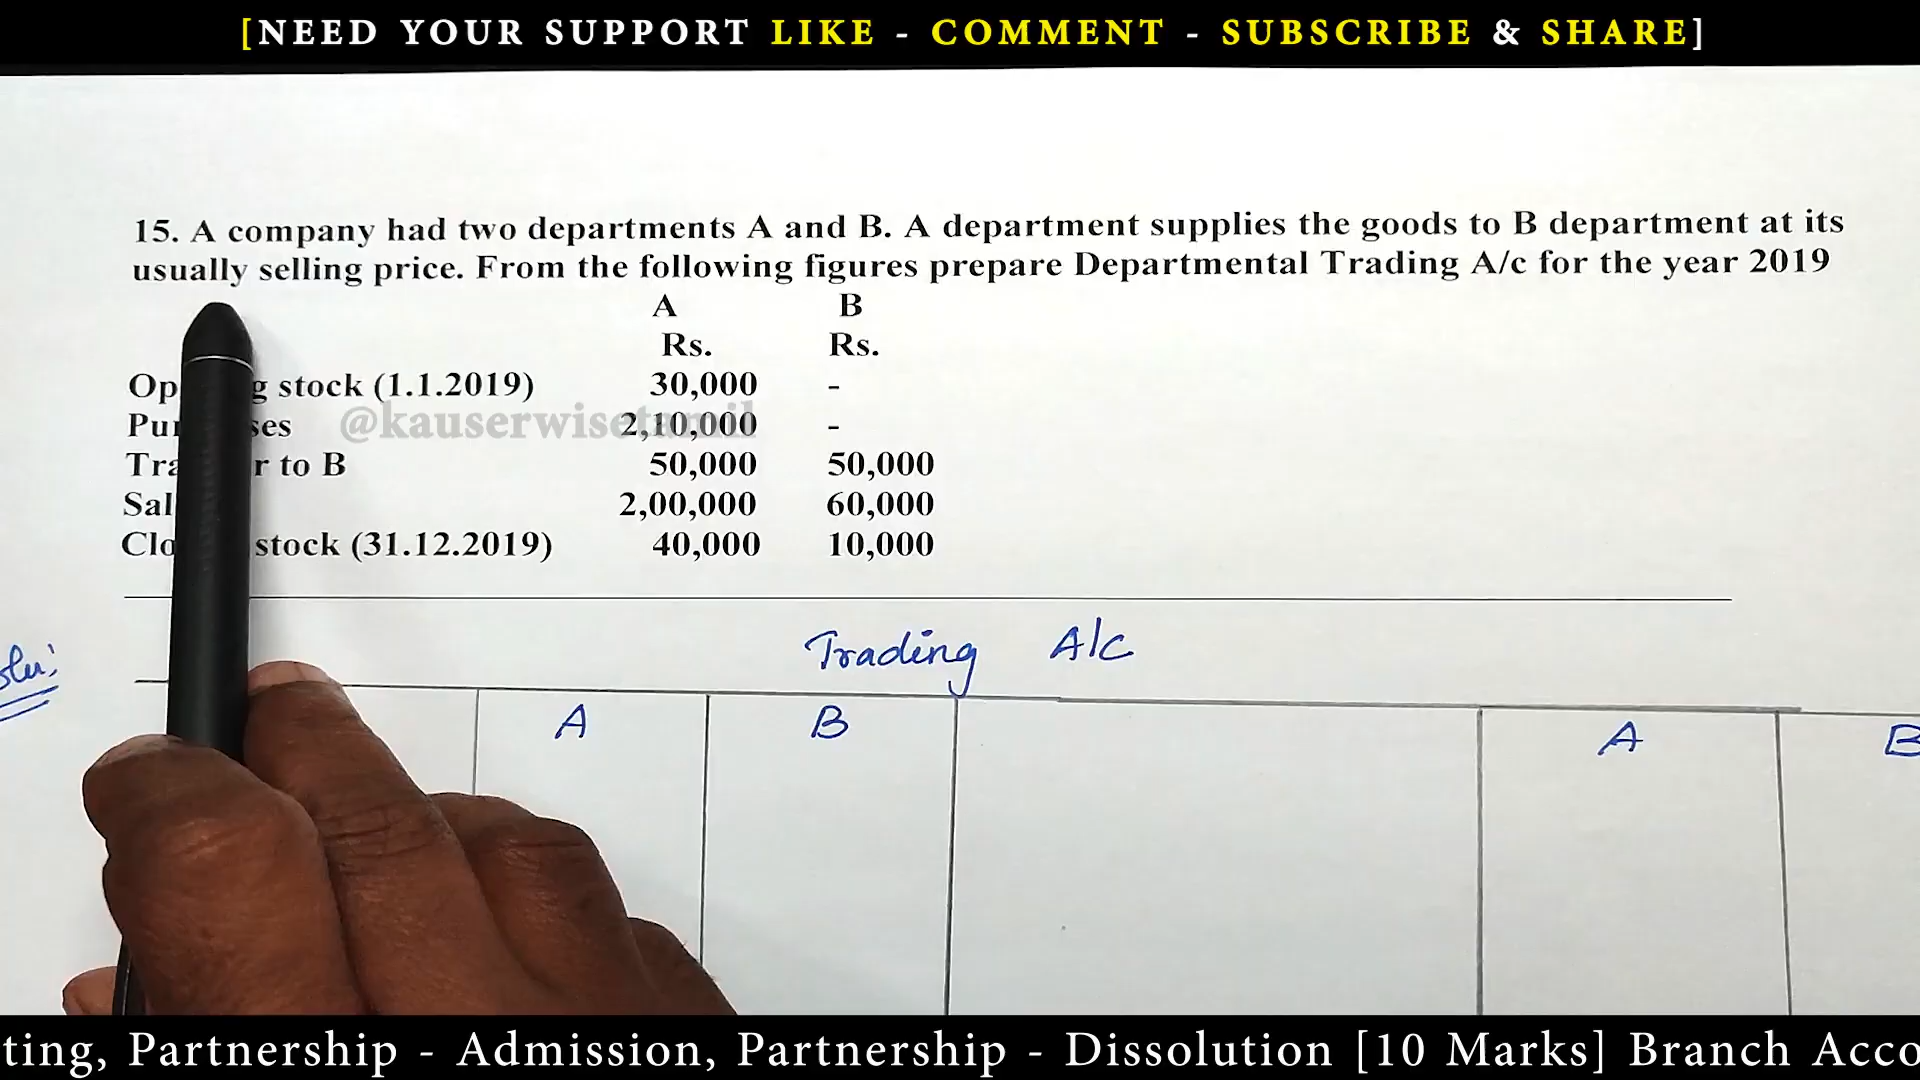 [NEED YOUR SUPPORT LIKE - COMMENT - SUBSCRIBE & SHARE]
15. A company had two departments A and B. A department supplies the goods to B department at its
usually selling price. From the following figures prepare Departmental Trading A/c for the year 2019
A B
Rs. Rs.
stock (1.1.2019) 30,000 -
@kauserwisetamil
2,10,000 -
to B 50,000 50,000
2,00,000 60,000
stock (31.12.2019) 40,000 10,000
Trading A/c
A B A B
ting, Partnership - Admission, Partnership - Dissolution [10 Marks] Branch Acco